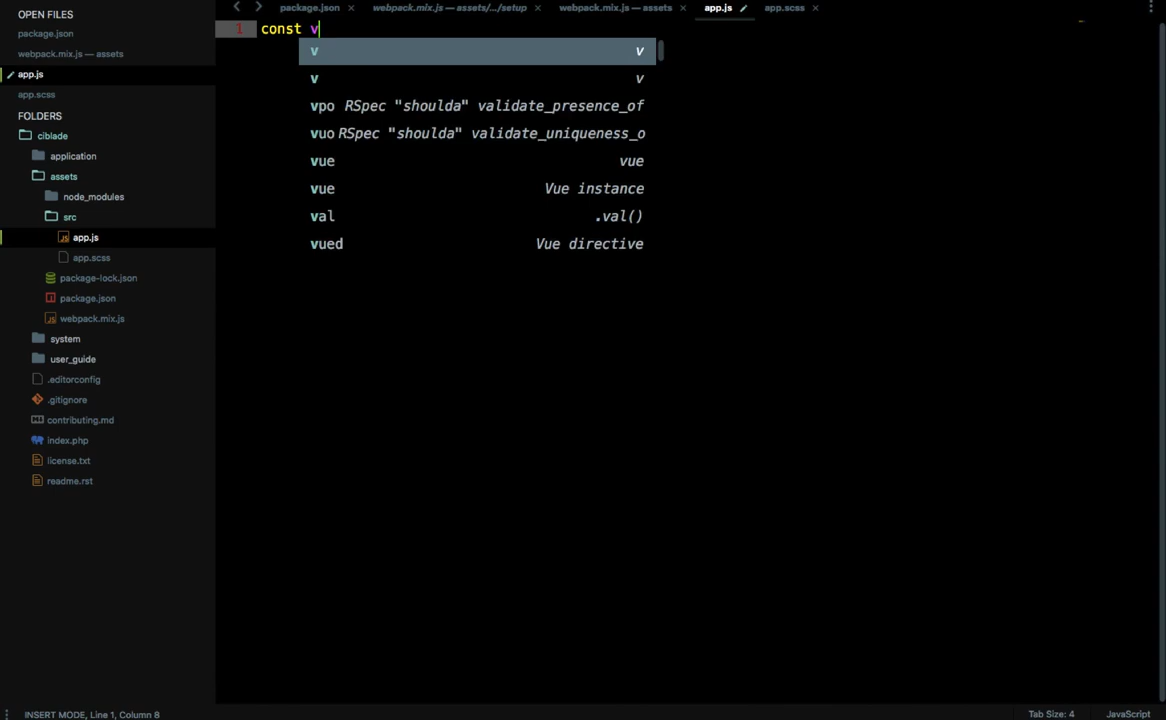 OPEN FILES
package.json
webpack.mix.js — assets
app.js
app.scss
FOLDERS
ciblade
application
assets
node_modules
src
app.js
app.scss
package-lock.json
package.json
webpack.mix.js
system
user_guide
.editorconfig
.gitignore
contributing.md
index.php
license.txt
readme.rst
package.json
webpack.mix.js — assets/.../setup
webpack.mix.js — assets
app.js
app.scss
1 const v
v v
v v
vpo RSpec "shoulda" validate_presence_of
vuo RSpec "shoulda" validate_uniqueness_o
vue vue
vue Vue instance
val .val()
vued Vue directive
INSERT MODE, Line 1, Column 8
Tab Size: 4
JavaScript